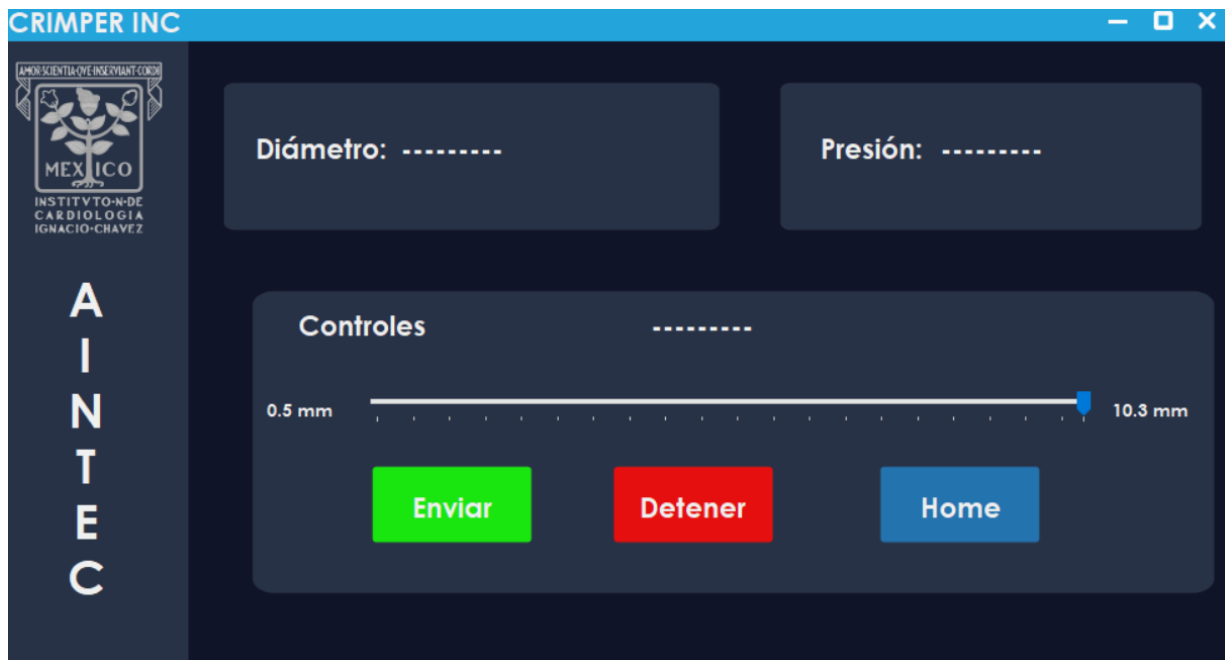 CRIMPER INC
AMOR·SCIENTIA·QVE·INSERVIANT·CORDI
MEXICO
INSTITVTO·N·DE
CARDIOLOGIA
IGNACIO·CHAVEZ
A
I
N
T
E
C
Diámetro: ---------
Presión: ---------
Controles ---------
0.5 mm 10.3 mm
Enviar Detener Home